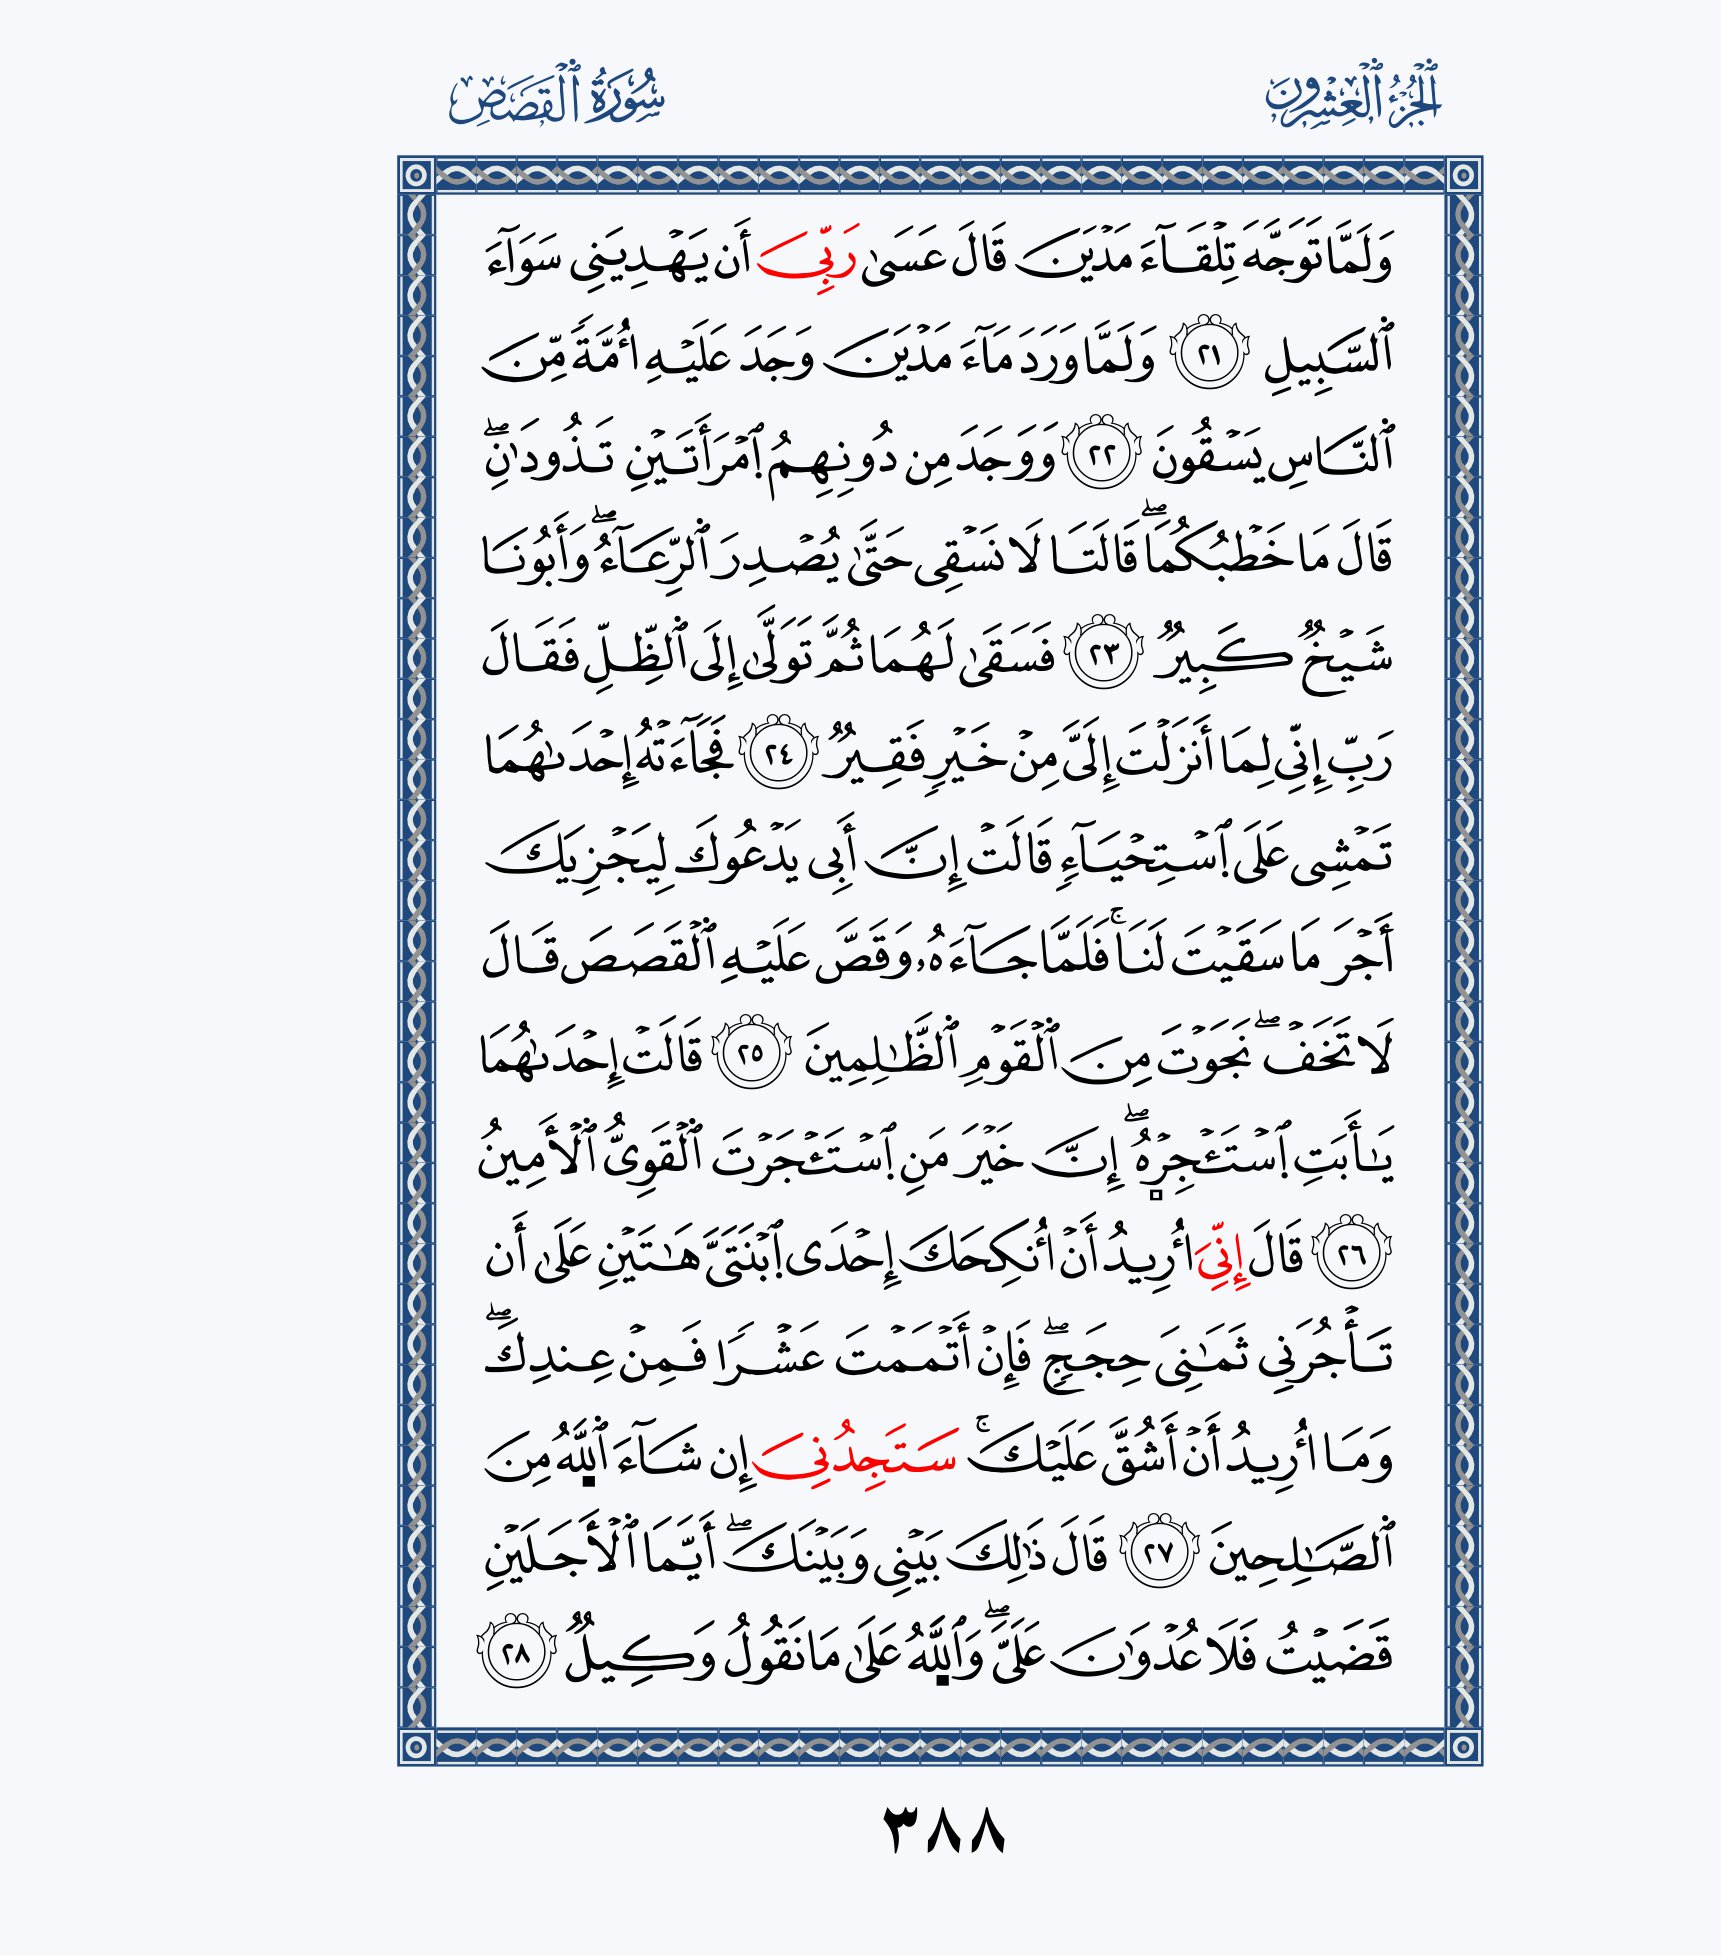 ٱلْجُزْءُ ٱلْعِشْرُونَ
سُورَةُ ٱلْقَصَصِ
وَلَمَّا تَوَجَّهَ تِلْقَآءَ مَدْيَنَ قَالَ عَسَىٰ رَبِّيَ أَن يَهْدِيَنِي سَوَآءَ
ٱلسَّبِيلِ ٢١ وَلَمَّا وَرَدَ مَآءَ مَدْيَنَ وَجَدَ عَلَيْهِ أُمَّةً مِّنَ
ٱلنَّاسِ يَسْقُونَ ٢٢ وَوَجَدَ مِن دُونِهِمُ ٱمْرَأَتَيْنِ تَذُودَٰنِۖ
قَالَ مَا خَطْبُكُمَاۖ قَالَتَا لَا نَسْقِي حَتَّىٰ يُصْدِرَ ٱلرِّعَآءُۖ وَأَبُونَا
شَيْخٌ كَبِيرٌ ٢٣ فَسَقَىٰ لَهُمَا ثُمَّ تَوَلَّىٰ إِلَى ٱلظِّلِّ فَقَالَ
رَبِّ إِنِّي لِمَا أَنزَلْتَ إِلَيَّ مِنْ خَيْرٍ فَقِيرٌ ٢٤ فَجَآءَتْهُ إِحْدَىٰهُمَا
تَمْشِي عَلَى ٱسْتِحْيَآءٍ قَالَتْ إِنَّ أَبِي يَدْعُوكَ لِيَجْزِيَكَ
أَجْرَ مَا سَقَيْتَ لَنَاۚ فَلَمَّا جَآءَهُۥ وَقَصَّ عَلَيْهِ ٱلْقَصَصَ قَالَ
لَا تَخَفْۖ نَجَوْتَ مِنَ ٱلْقَوْمِ ٱلظَّٰلِمِينَ ٢٥ قَالَتْ إِحْدَىٰهُمَا
يَٰأَبَتِ ٱسْتَـْٔجِرْهُۖ إِنَّ خَيْرَ مَنِ ٱسْتَـْٔجَرْتَ ٱلْقَوِيُّ ٱلْأَمِينُ
٢٦ قَالَ إِنِّيَ أُرِيدُ أَنْ أُنكِحَكَ إِحْدَى ٱبْنَتَيَّ هَٰتَيْنِ عَلَىٰ أَن
تَأْجُرَنِي ثَمَٰنِيَ حِجَجٍۖ فَإِنْ أَتْمَمْتَ عَشْرًا فَمِنْ عِندِكَۖ
وَمَا أُرِيدُ أَنْ أَشُقَّ عَلَيْكَۚ سَتَجِدُنِيَ إِن شَآءَ ٱللَّهُ مِنَ
ٱلصَّٰلِحِينَ ٢٧ قَالَ ذَٰلِكَ بَيْنِي وَبَيْنَكَۖ أَيَّمَا ٱلْأَجَلَيْنِ
قَضَيْتُ فَلَا عُدْوَٰنَ عَلَيَّۖ وَٱللَّهُ عَلَىٰ مَا نَقُولُ وَكِيلٌ ٢٨
٣٨٨